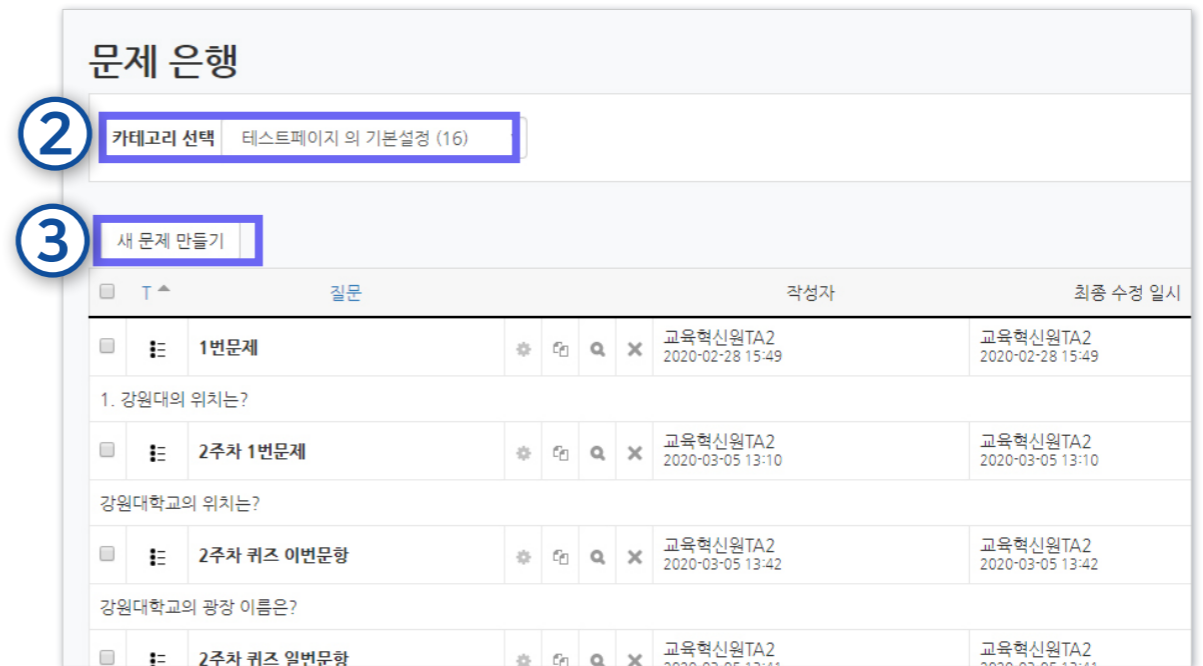 문제 은행
② 카테고리 선택 테스트페이지 의 기본설정 (16)
③ 새 문제 만들기
T 질문 작성자 최종 수정 일시
1번문제 교육혁신원TA2 교육혁신원TA2
2020-02-28 15:49 2020-02-28 15:49
1. 강원대의 위치는?
2주차 1번문제 교육혁신원TA2 교육혁신원TA2
2020-03-05 13:10 2020-03-05 13:10
강원대학교의 위치는?
2주차 퀴즈 이번문항 교육혁신원TA2 교육혁신원TA2
2020-03-05 13:42 2020-03-05 13:42
강원대학교의 광장 이름은?
2주차 퀴즈 일번문항 교육혁신원TA2 교육혁신원TA2